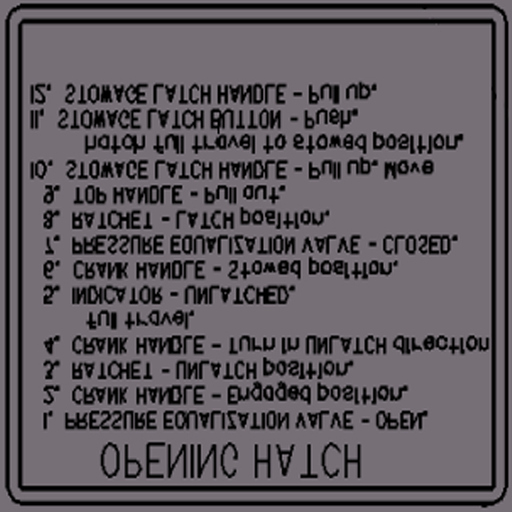 OPENING HATCH
1. PRESSURE EQUALIZATION VALVE - OPEN.
2. CRANK HANDLE - Engaged position.
3. RATCHET - UNLATCH position.
4. CRANK HANDLE - Turn in UNLATCH direction
full travel.
5. INDICATOR - UNLATCHED.
6. CRANK HANDLE - Stowed position.
7. PRESSURE EQUALIZATION VALVE - CLOSED.
8. RATCHET - LATCH position.
9. TOP HANDLE - Pull out.
10. STOWAGE LATCH HANDLE - Pull up. Move
hatch full travel to stowed position.
11. STOWAGE LATCH BUTTON - Push.
12. STOWAGE LATCH HANDLE - Pull up.